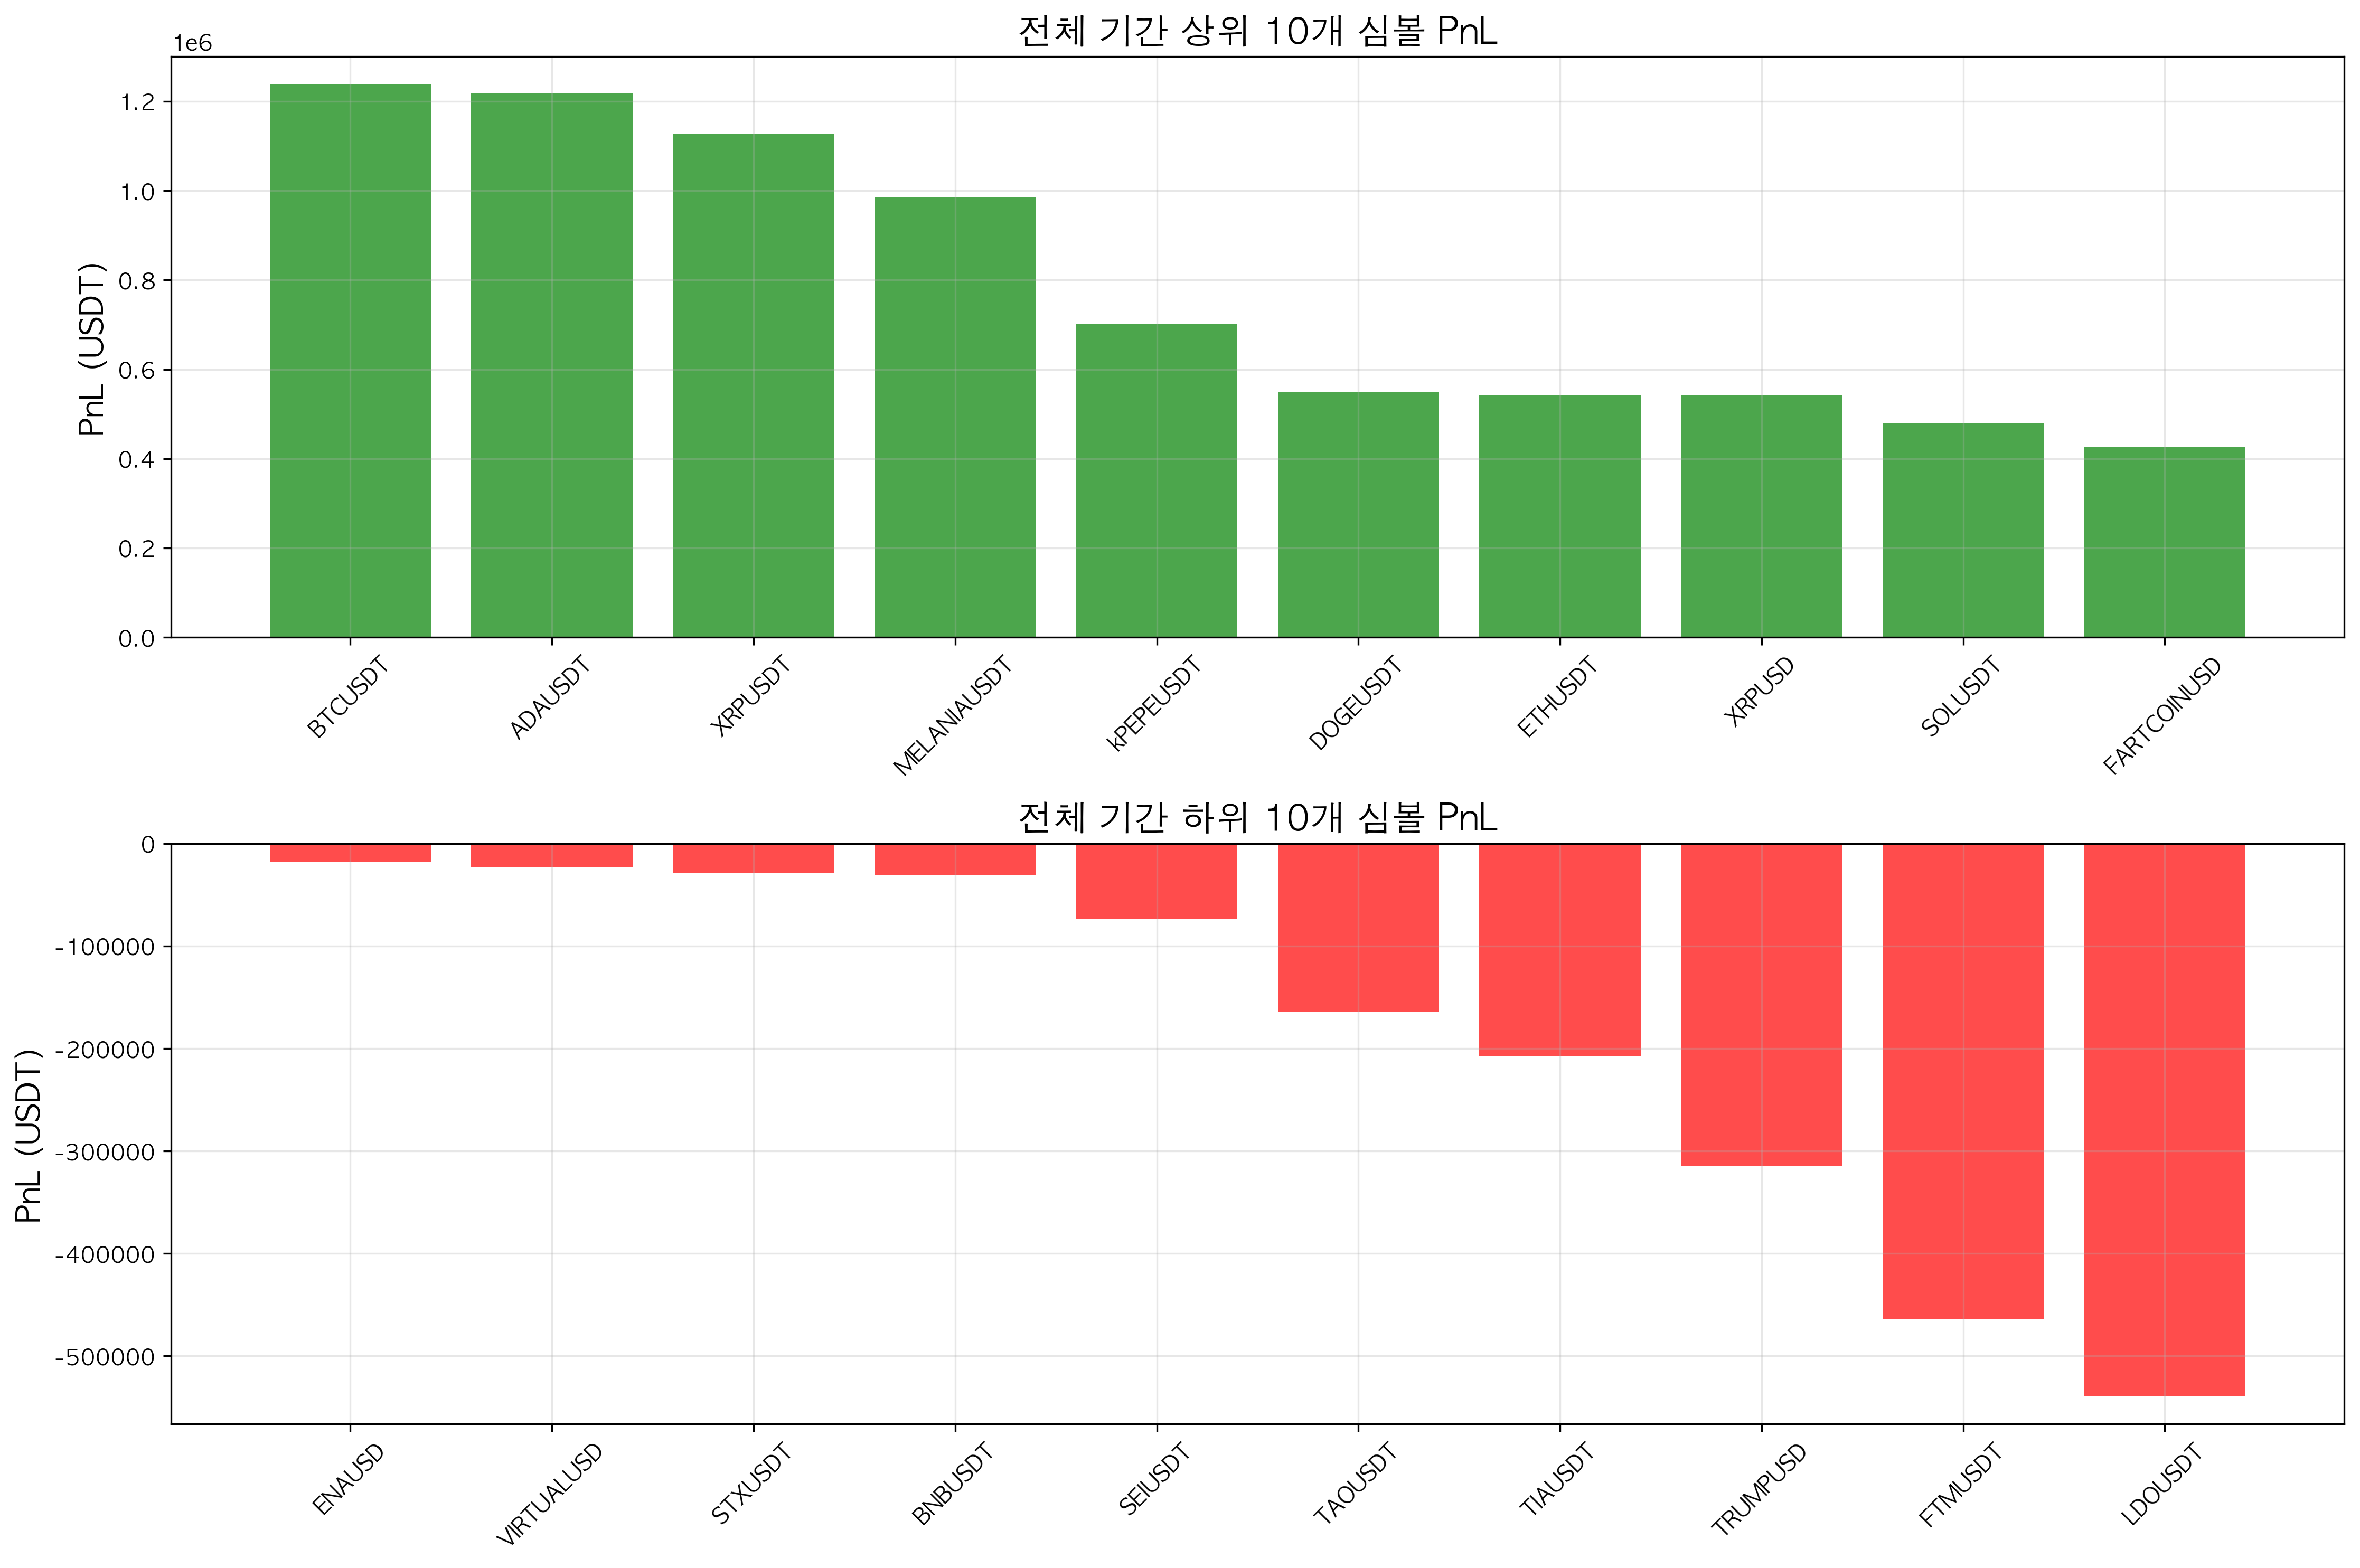 전체 기간 상위 10개 심볼 PnL
1e6
1.2
1.0
0.8
0.6
0.4
0.2
0.0
PnL (USDT)
BTCUSDT
ADAUSDT
XRPUSDT
MELANIAUSDT
kPEPEUSDT
DOGEUSDT
ETHUSDT
XRPUSD
SOLUSDT
FARTCOINUSD
전체 기간 하위 10개 심볼 PnL
0
-100000
-200000
-300000
-400000
-500000
PnL (USDT)
ENAUSD
VIRTUALUSD
STXUSDT
BNBUSDT
SEIUSDT
TAOUSDT
TIAUSDT
TRUMPUSD
FTMUSDT
LDOUSDT